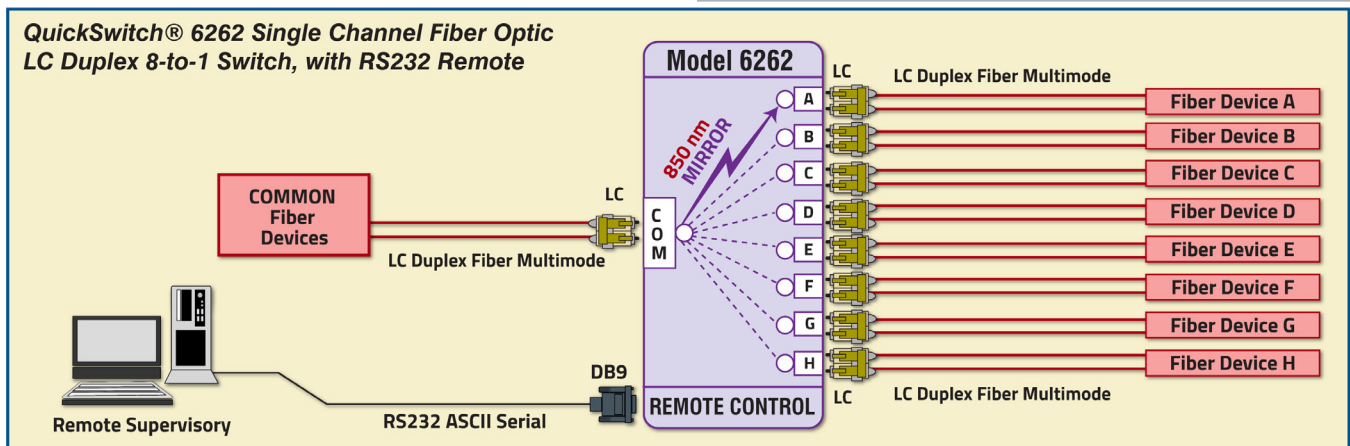 QuickSwitch® 6262 Single Channel Fiber Optic
LC Duplex 8-to-1 Switch, with RS232 Remote
Model 6262
LC
LC Duplex Fiber Multimode
A
Fiber Device A
B
Fiber Device B
850 nm
MIRROR
C
Fiber Device C
COMMON
Fiber
Devices
LC
LC Duplex Fiber Multimode
COM
D
Fiber Device D
E
Fiber Device E
F
Fiber Device F
G
Fiber Device G
H
Fiber Device H
LC
LC Duplex Fiber Multimode
DB9
REMOTE CONTROL
RS232 ASCII Serial
Remote Supervisory